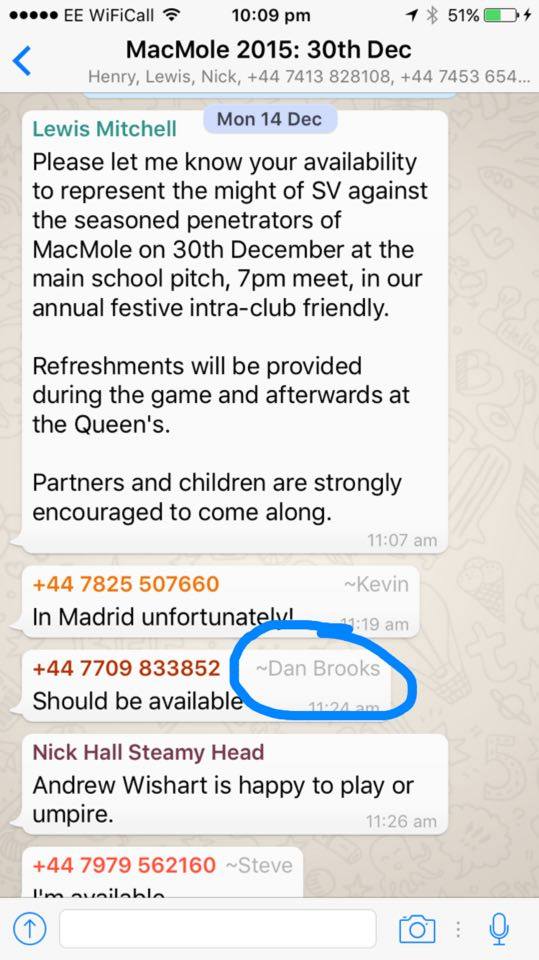 EE WiFiCall 10:09 pm 51%
MacMole 2015: 30th Dec
Henry, Lewis, Nick, +44 7413 828108, +44 7453 654...
Mon 14 Dec
Lewis Mitchell
Please let me know your availability
to represent the might of SV against
the seasoned penetrators of
MacMole on 30th December at the
main school pitch, 7pm meet, in our
annual festive intra-club friendly.
Refreshments will be provided
during the game and afterwards at
the Queen's.
Partners and children are strongly
encouraged to come along.
11:07 am
+44 7825 507660 ~Kevin
In Madrid unfortunately! 11:19 am
+44 7709 833852 ~Dan Brooks
Should be available 11:24 am
Nick Hall Steamy Head
Andrew Wishart is happy to play or
umpire. 11:26 am
+44 7979 562160 ~Steve
I'm available